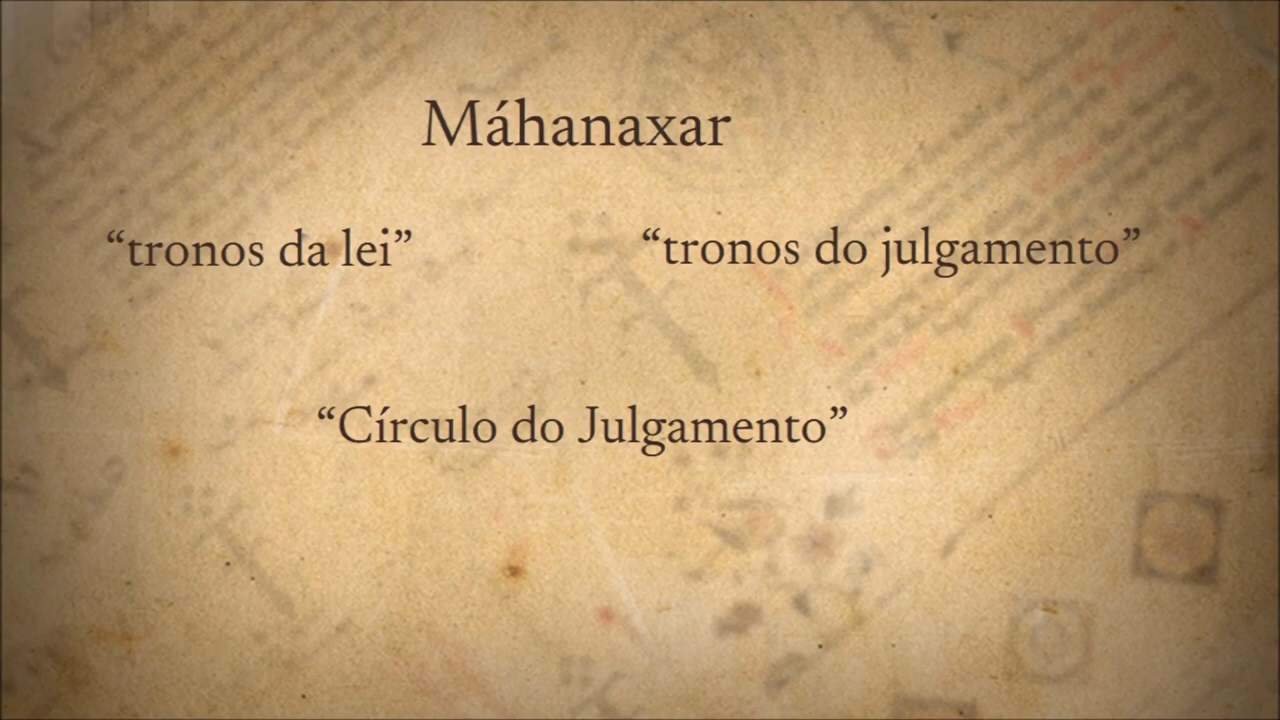 Máhanaxar
“tronos da lei” “tronos do julgamento”
“Círculo do Julgamento”